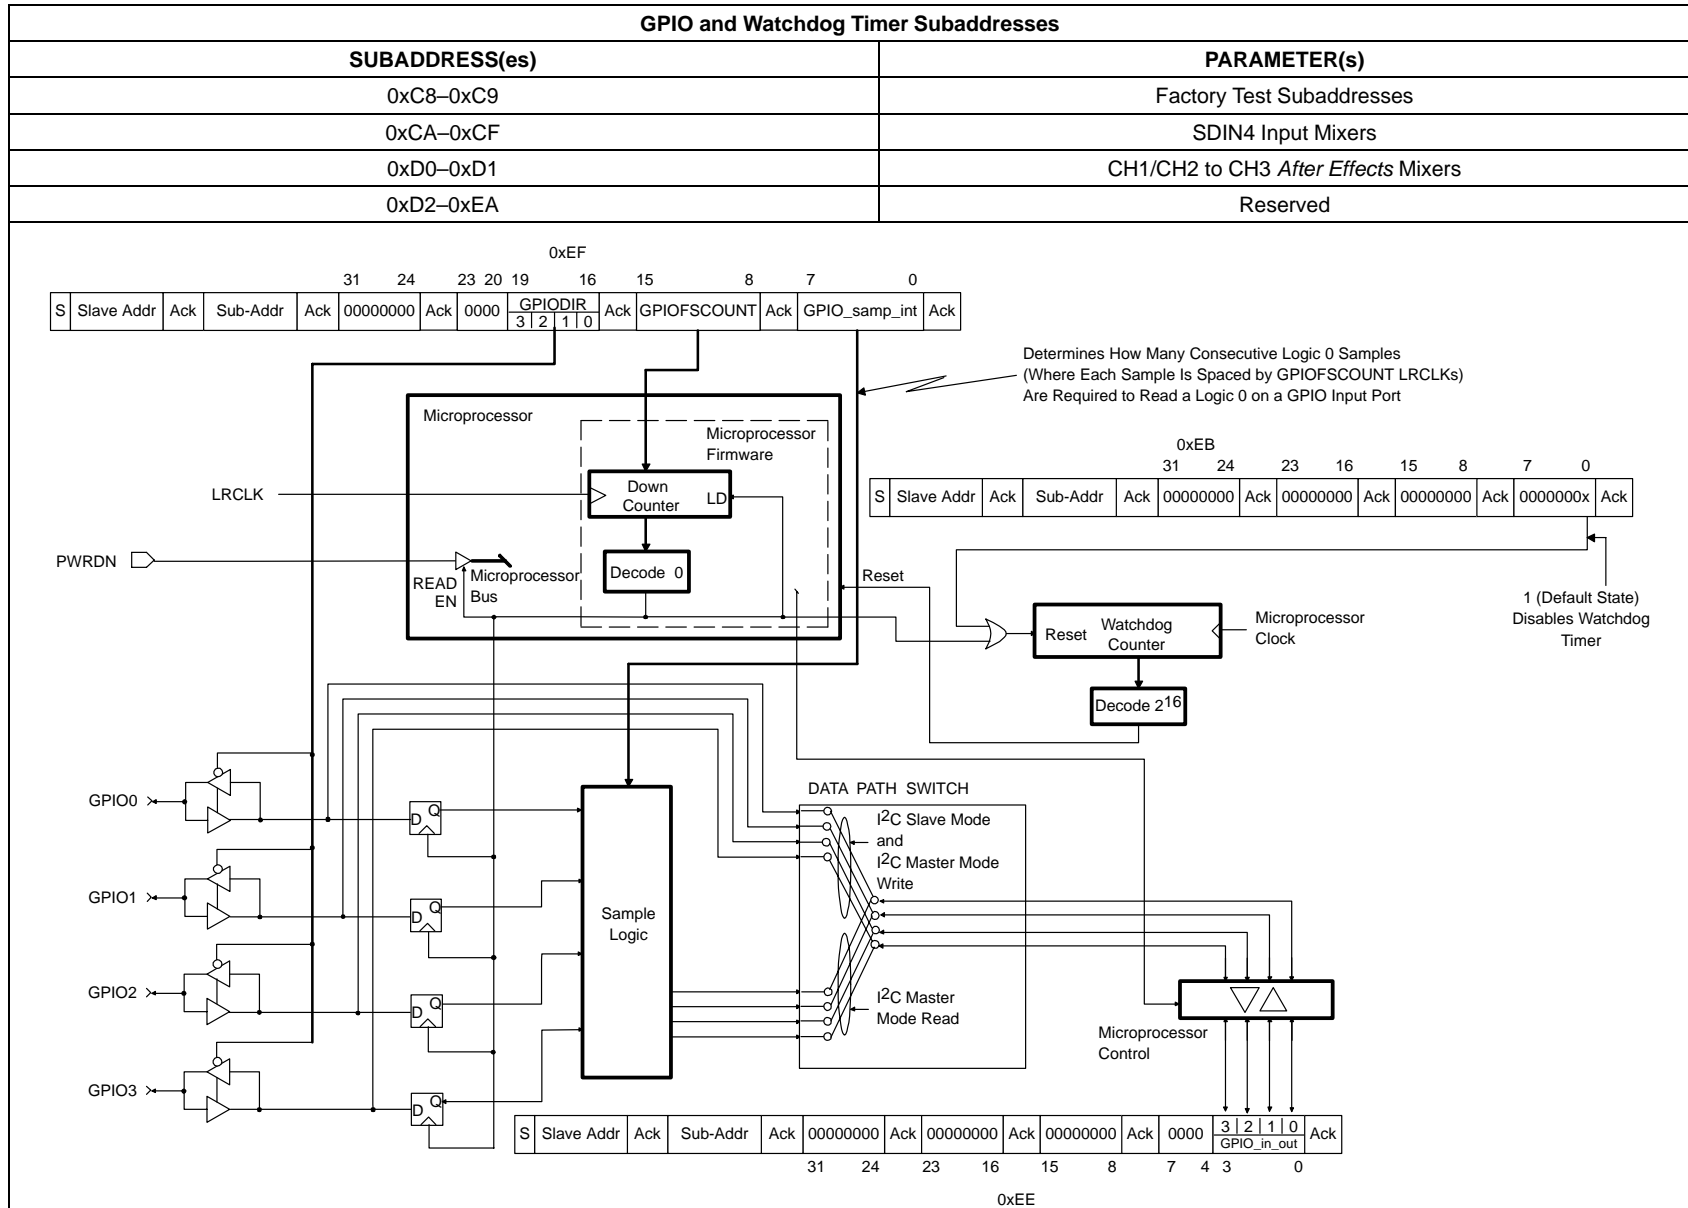 GPIO and Watchdog Timer Subaddresses
SUBADDRESS(es) PARAMETER(s)
0xC8–0xC9 Factory Test Subaddresses
0xCA–0xCF SDIN4 Input Mixers
0xD0–0xD1 CH1/CH2 to CH3 After Effects Mixers
0xD2–0xEA Reserved
0xEF
31 24 23 20 19 16 15 8 7 0
S Slave Addr Ack Sub-Addr Ack 00000000 Ack 0000 GPIODIR Ack GPIOFSCOUNT Ack GPIO_samp_int Ack
3 2 1 0
Determines How Many Consecutive Logic 0 Samples
(Where Each Sample Is Spaced by GPIOFSCOUNT LRCLKs)
Are Required to Read a Logic 0 on a GPIO Input Port
Microprocessor
Microprocessor
Firmware
LRCLK
Down
Counter
LD
Decode 0
PWRDN
READ
EN
Microprocessor
Bus
Reset
0xEB
31 24 23 16 15 8 7 0
S Slave Addr Ack Sub-Addr Ack 00000000 Ack 00000000 Ack 00000000 Ack 0000000x Ack
1 (Default State)
Disables Watchdog
Timer
Reset
Watchdog
Counter
Microprocessor
Clock
Decode 2^16
GPIO0
GPIO1
GPIO2
GPIO3
D Q
D Q
D Q
D Q
Sample
Logic
DATA PATH SWITCH
I2C Slave Mode
and
I2C Master Mode
Write
I2C Master
Mode Read
Microprocessor
Control
S Slave Addr Ack Sub-Addr Ack 00000000 Ack 00000000 Ack 00000000 Ack 0000 3 2 1 0 Ack
GPIO_in_out
31 24 23 16 15 8 7 4 3 0
0xEE